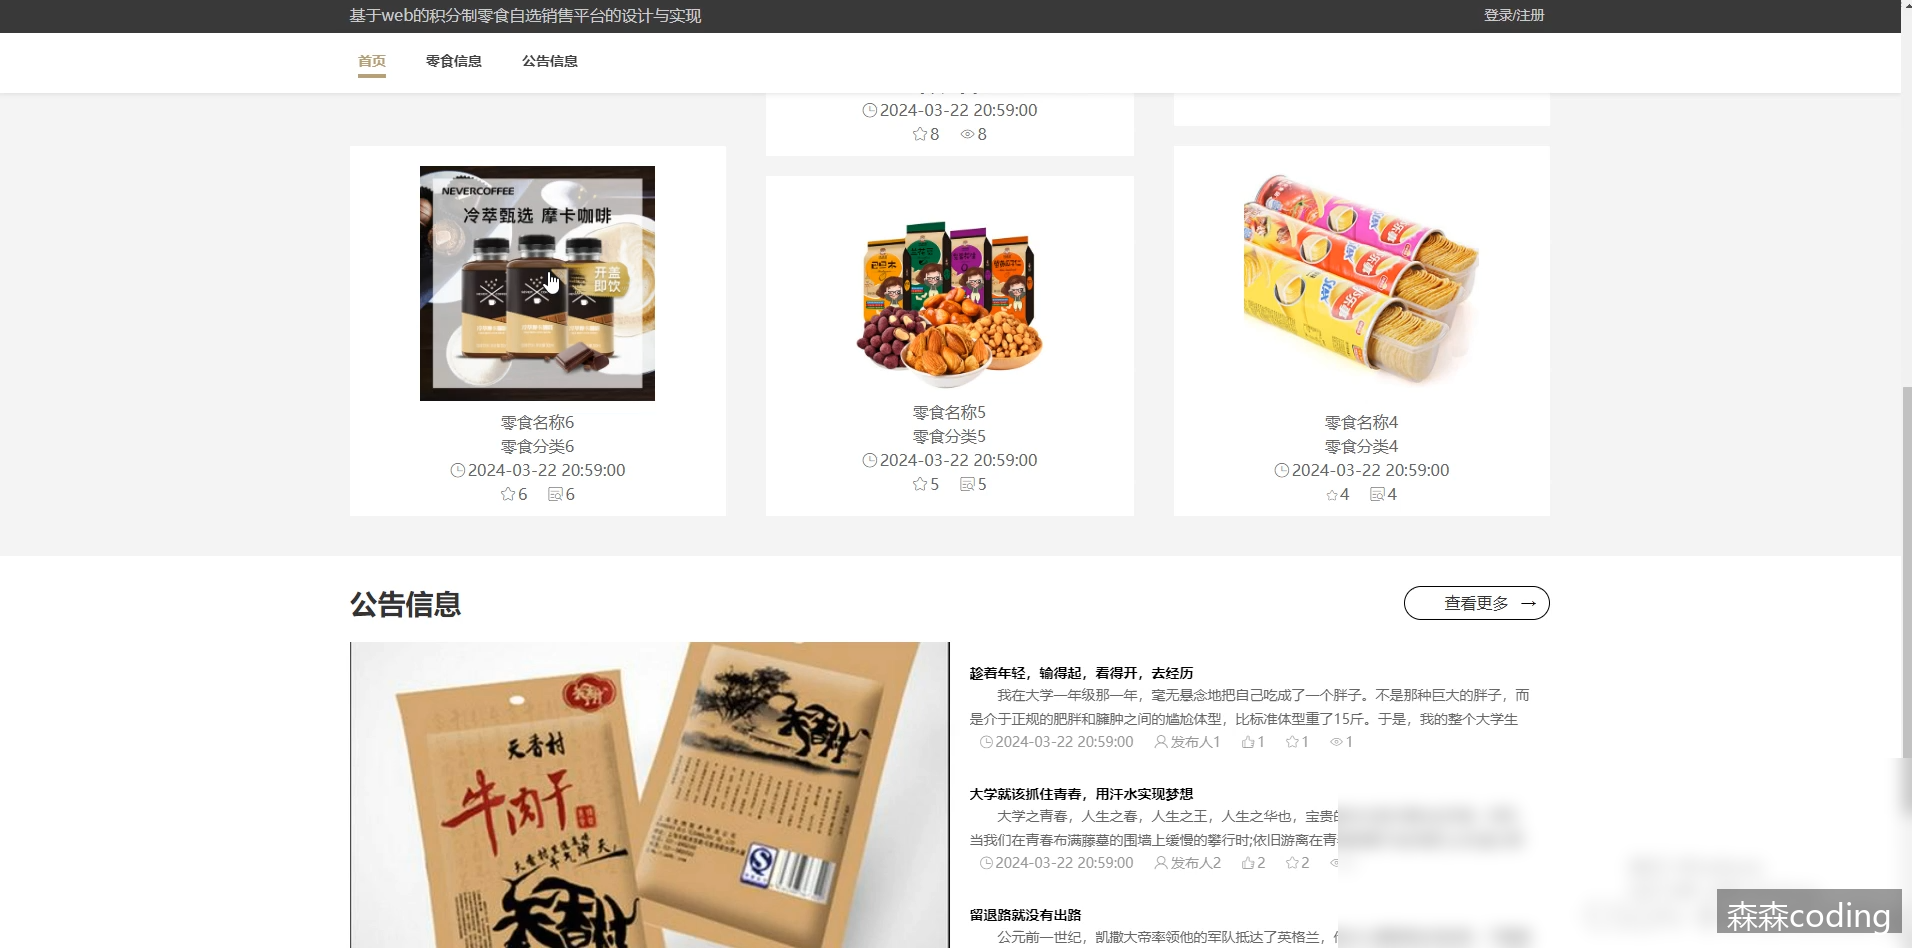 基于web的积分制零食自选销售平台的设计与实现
登录/注册
首页
零食信息
公告信息
2024-03-22 20:59:00
8 8
NEVERCOFFEE
冷萃甄选 摩卡咖啡
开盖
即饮
零食名称6
零食分类6
2024-03-22 20:59:00
6 6
零食名称5
零食分类5
2024-03-22 20:59:00
5 5
零食名称4
零食分类4
2024-03-22 20:59:00
4 4
公告信息
查看更多 →
天香村
牛肉干
趁着年轻，输得起，看得开，去经历
我在大学一年级那一年，毫无悬念地把自己吃成了一个胖子。不是那种巨大的胖子，而
是介于正规的肥胖和臃肿之间的尴尬体型，比标准体型重了15斤。于是，我的整个大学生
2024-03-22 20:59:00 发布人1 1 1 1
大学就该抓住青春，用汗水实现梦想
大学之青春，人生之春，人生之王，人生之华也，宝贵的
当我们在青春布满藤蔓的围墙上缓慢的攀行时;依旧游离在青
2024-03-22 20:59:00 发布人2 2 2
留退路就没有出路
公元前一世纪，凯撒大帝率领他的军队抵达了英格兰，
森森coding